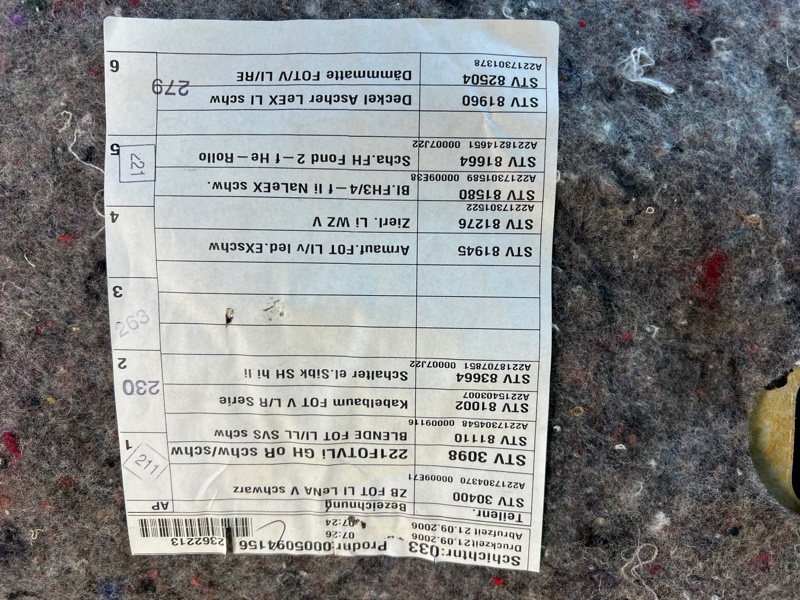 Schichtnr:033 Prodnr:0005094156 2362213
Druckzeit21.09.2006 07:26
Abrufzeit 21.09.2006 07:24
Teilenr. Bezeichnung AP
STV 30400 ZB FOT LI LeNA V schwarz
A2217304370 00009E71
STV 3098 221FOTVLI GH oR schw/schw 1
211
STV 81110 BLENDE FOT LI/LL SVS schw
A2217304548 00009116
STV 81002 Kabelbaum FOT V L/R Serie
A2215403007
230
STV 83664 Schalter el.Sibk SH hi li 2
A2218707851 00007J22
263
3
STV 81945 Armauf.FOT LI/v led.EXschw
STV 81276 Zierl. Li WZ V 4
A2217301522
STV 81580 Bl.FH3/4-f li NaLeEX schw.
A2217301589 00009E38
221
STV 81664 Scha.FH Fond 2-f He-Rollo 5
A2218214651 00007J22
STV 81960 Deckel Ascher LeEX LI schw
279
STV 82504 Dämmmatte FOT/V LI/RE 6
A2217301378